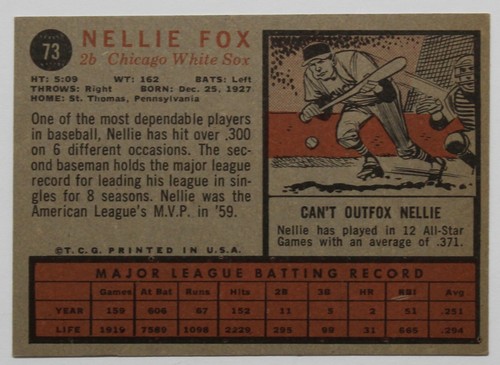 73
NELLIE FOX
2b Chicago White Sox
HT: 5:09 WT: 162 BATS: Left
THROWS: Right BORN: Dec. 25, 1927
HOME: St. Thomas, Pennsylvania
One of the most dependable players
in baseball, Nellie has hit over .300
on 6 different occasions. The sec-
ond baseman holds the major league
record for leading his league in sin-
gles for 8 seasons. Nellie was the
American League's M.V.P. in '59.
©T.C.G. PRINTED IN U.S.A.
CAN'T OUTFOX NELLIE
Nellie has played in 12 All-Star
Games with an average of .371.
MAJOR LEAGUE BATTING RECORD
Games At Bat Runs Hits 2B 3B HR RBI Avg
YEAR 159 606 67 152 11 5 2 51 .251
LIFE 1919 7569 1098 2229 295 98 31 665 .294